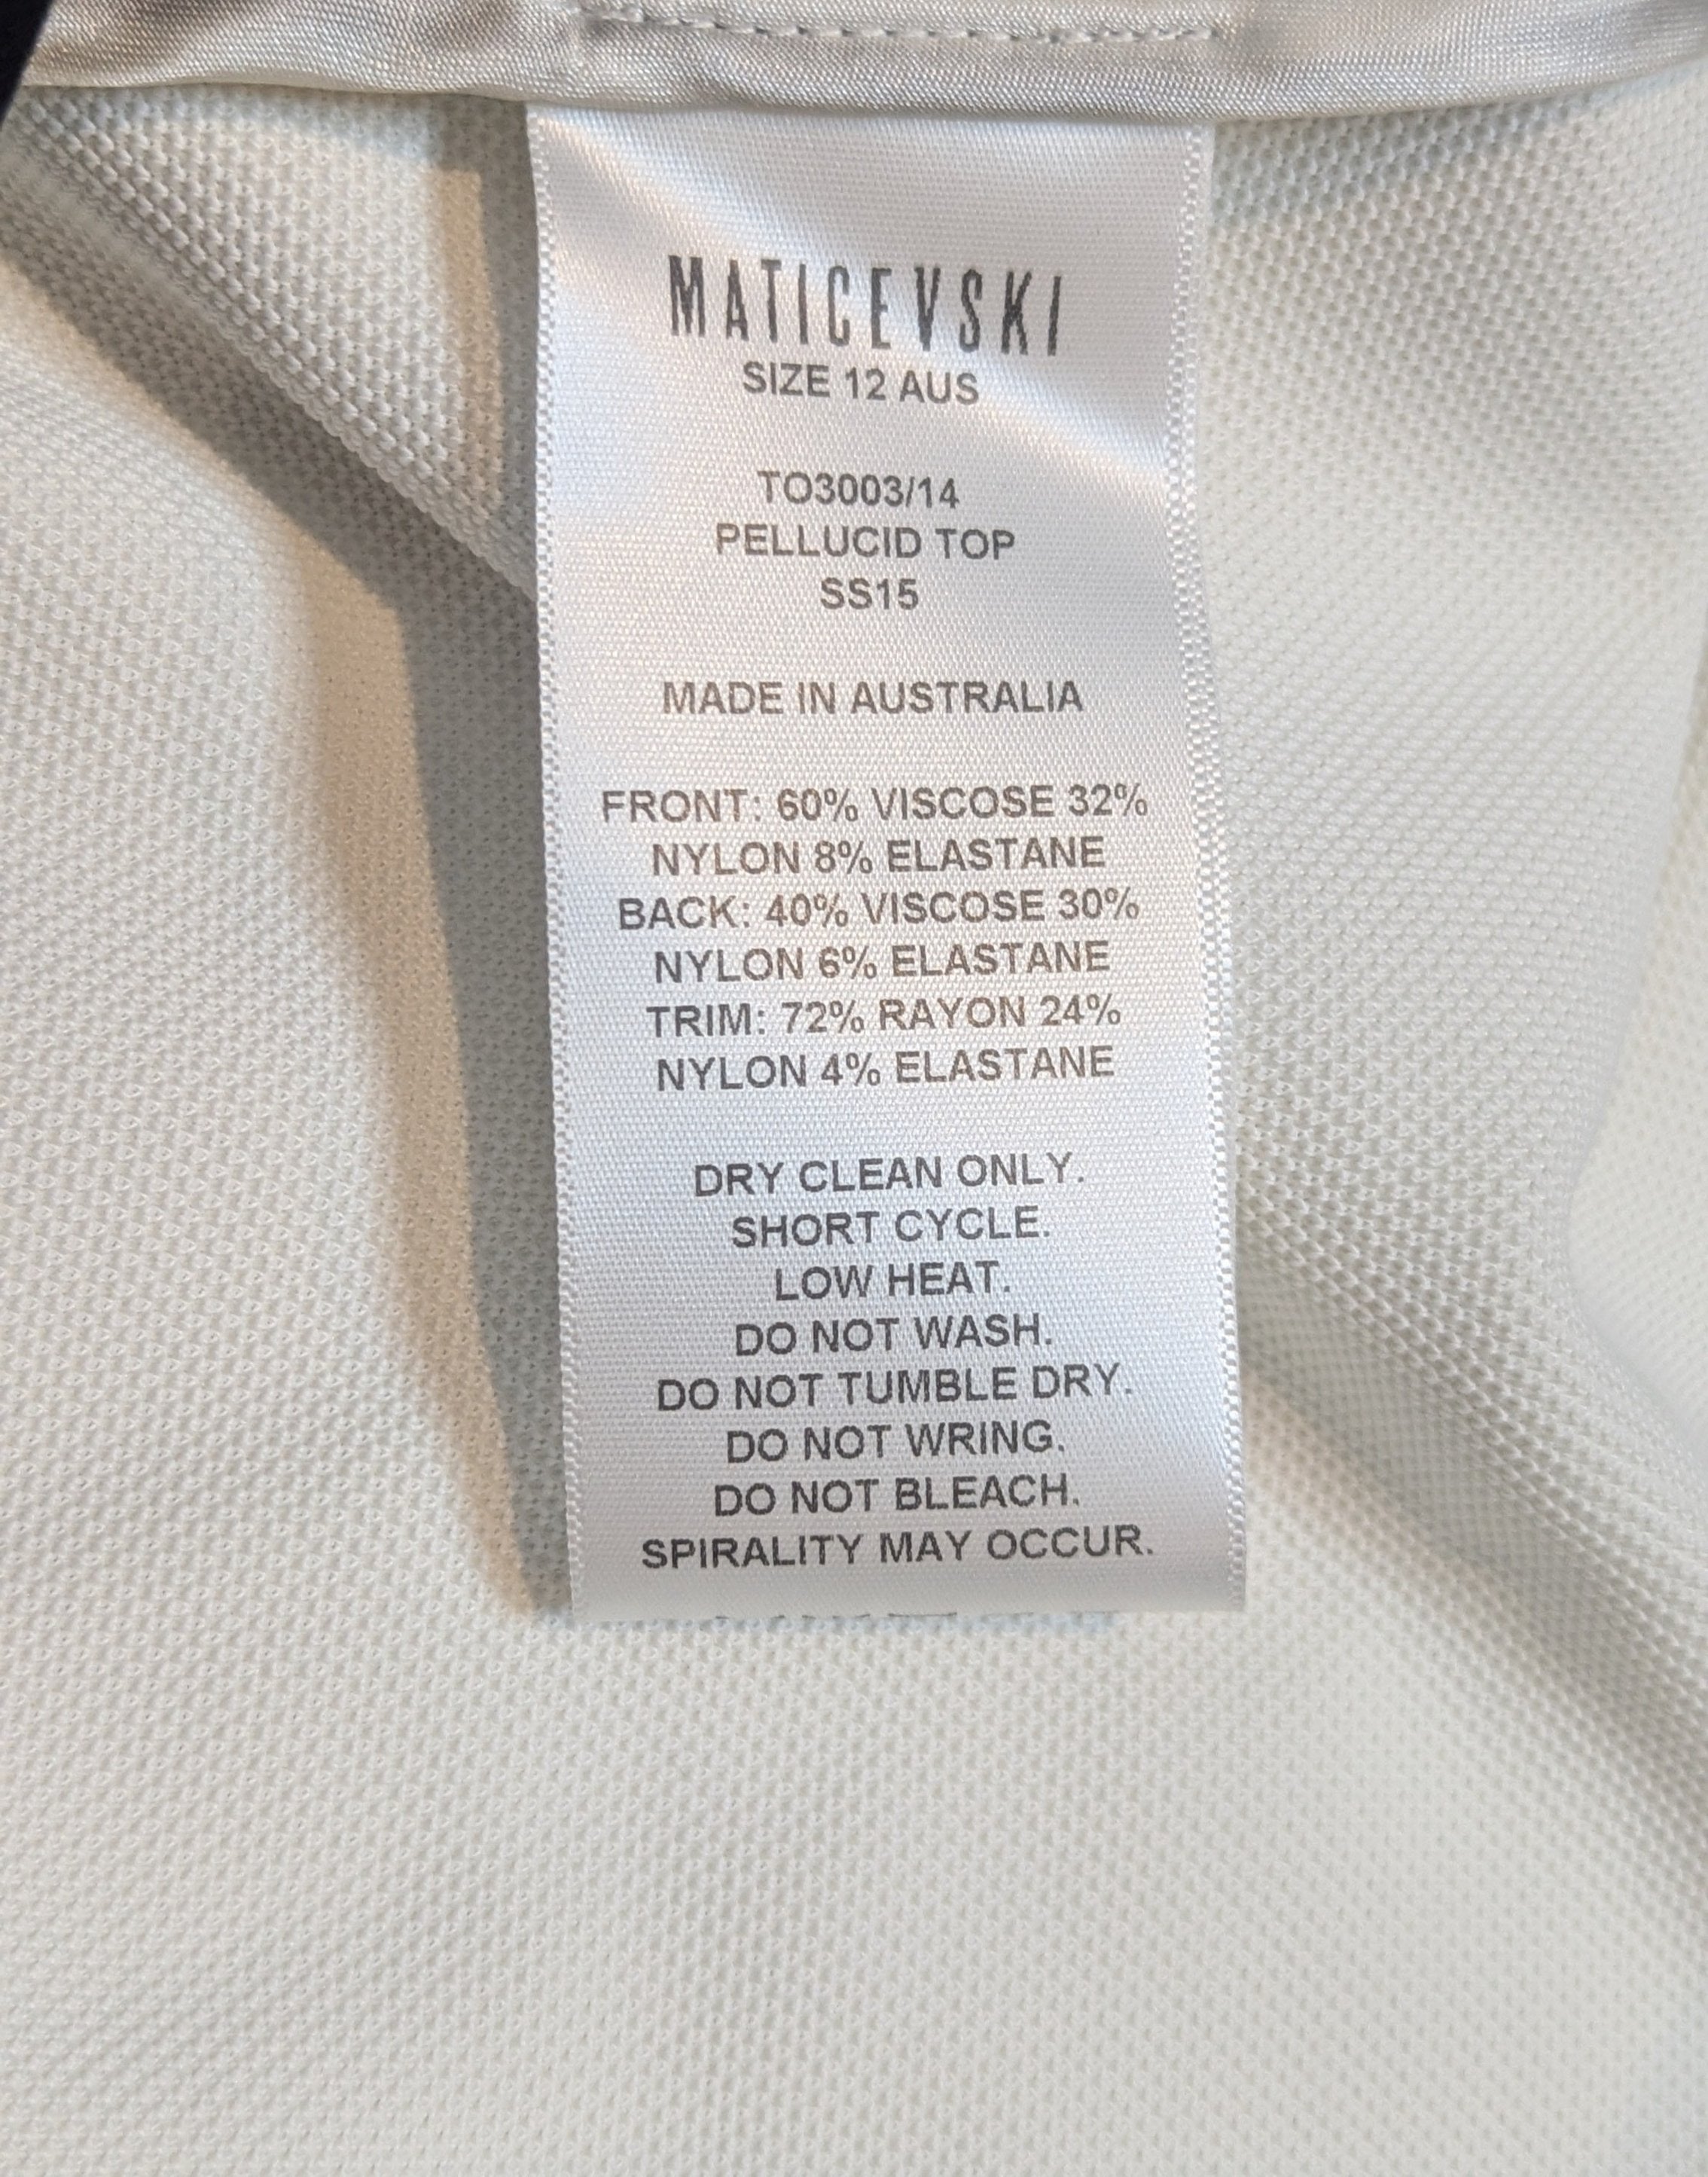 MATICEVSKI
SIZE 12 AUS
TO3003/14
PELLUCID TOP
SS15
MADE IN AUSTRALIA
FRONT: 60% VISCOSE 32%
NYLON 8% ELASTANE
BACK: 40% VISCOSE 30%
NYLON 6% ELASTANE
TRIM: 72% RAYON 24%
NYLON 4% ELASTANE
DRY CLEAN ONLY.
SHORT CYCLE.
LOW HEAT.
DO NOT WASH.
DO NOT TUMBLE DRY.
DO NOT WRING.
DO NOT BLEACH.
SPIRALITY MAY OCCUR.